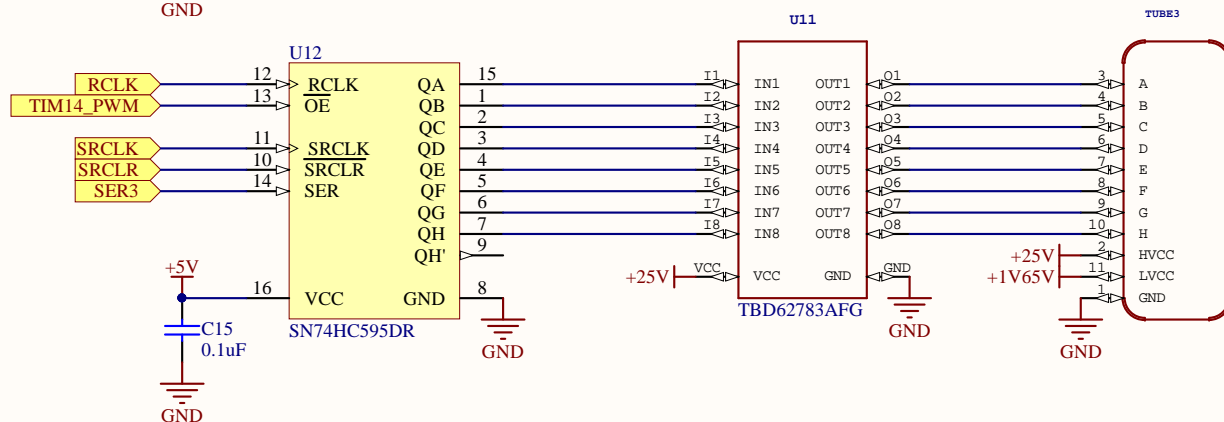 GND
U12
RCLK
TIM14_PWM
SRCLK
SRCLR
SER3
12
13
11
10
14
RCLK
OE
SRCLK
SRCLR
SER
QA
QB
QC
QD
QE
QF
QG
QH
QH'
15
1
2
3
4
5
6
7
9
16
VCC
GND
8
SN74HC595DR
+5V
C15
0.1uF
GND
GND
U11
I1
I2
I3
I4
I5
I6
I7
I8
IN1
IN2
IN3
IN4
IN5
IN6
IN7
IN8
OUT1
OUT2
OUT3
OUT4
OUT5
OUT6
OUT7
OUT8
O1
O2
O3
O4
O5
O6
O7
O8
+25V
VCC
VCC
GND
GND
TBD62783AFG
GND
TUBE3
3
4
5
6
7
8
9
10
2
11
1
A
B
C
D
E
F
G
H
HVCC
LVCC
GND
+25V
+1V65V
GND